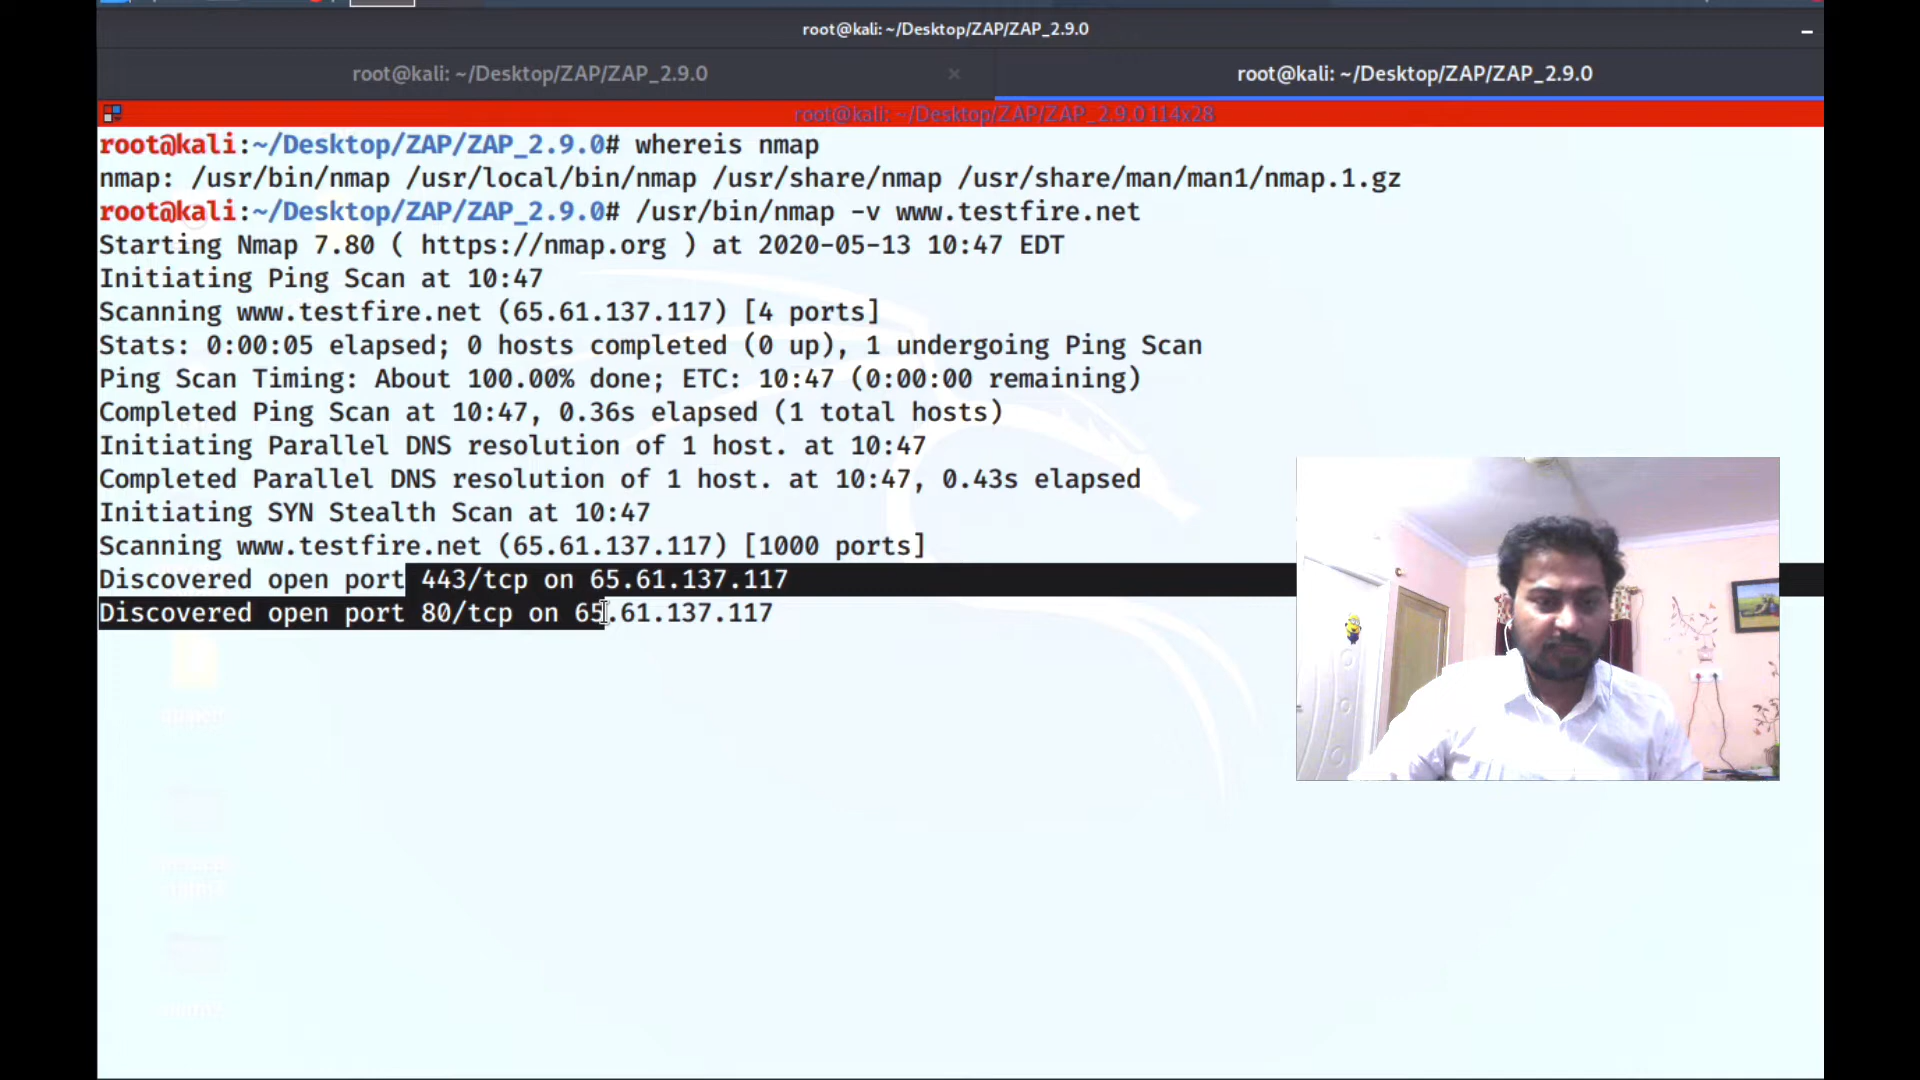 root@kali: ~/Desktop/ZAP/ZAP_2.9.0
root@kali: ~/Desktop/ZAP/ZAP_2.9.0
root@kali: ~/Desktop/ZAP/ZAP_2.9.0
root@kali: ~/Desktop/ZAP/ZAP_2.9.0 114x28
root@kali:~/Desktop/ZAP/ZAP_2.9.0# whereis nmap
nmap: /usr/bin/nmap /usr/local/bin/nmap /usr/share/nmap /usr/share/man/man1/nmap.1.gz
root@kali:~/Desktop/ZAP/ZAP_2.9.0# /usr/bin/nmap -v www.testfire.net
Starting Nmap 7.80 ( https://nmap.org ) at 2020-05-13 10:47 EDT
Initiating Ping Scan at 10:47
Scanning www.testfire.net (65.61.137.117) [4 ports]
Stats: 0:00:05 elapsed; 0 hosts completed (0 up), 1 undergoing Ping Scan
Ping Scan Timing: About 100.00% done; ETC: 10:47 (0:00:00 remaining)
Completed Ping Scan at 10:47, 0.36s elapsed (1 total hosts)
Initiating Parallel DNS resolution of 1 host. at 10:47
Completed Parallel DNS resolution of 1 host. at 10:47, 0.43s elapsed
Initiating SYN Stealth Scan at 10:47
Scanning www.testfire.net (65.61.137.117) [1000 ports]
Discovered open port 443/tcp on 65.61.137.117
Discovered open port 80/tcp on 65.61.137.117